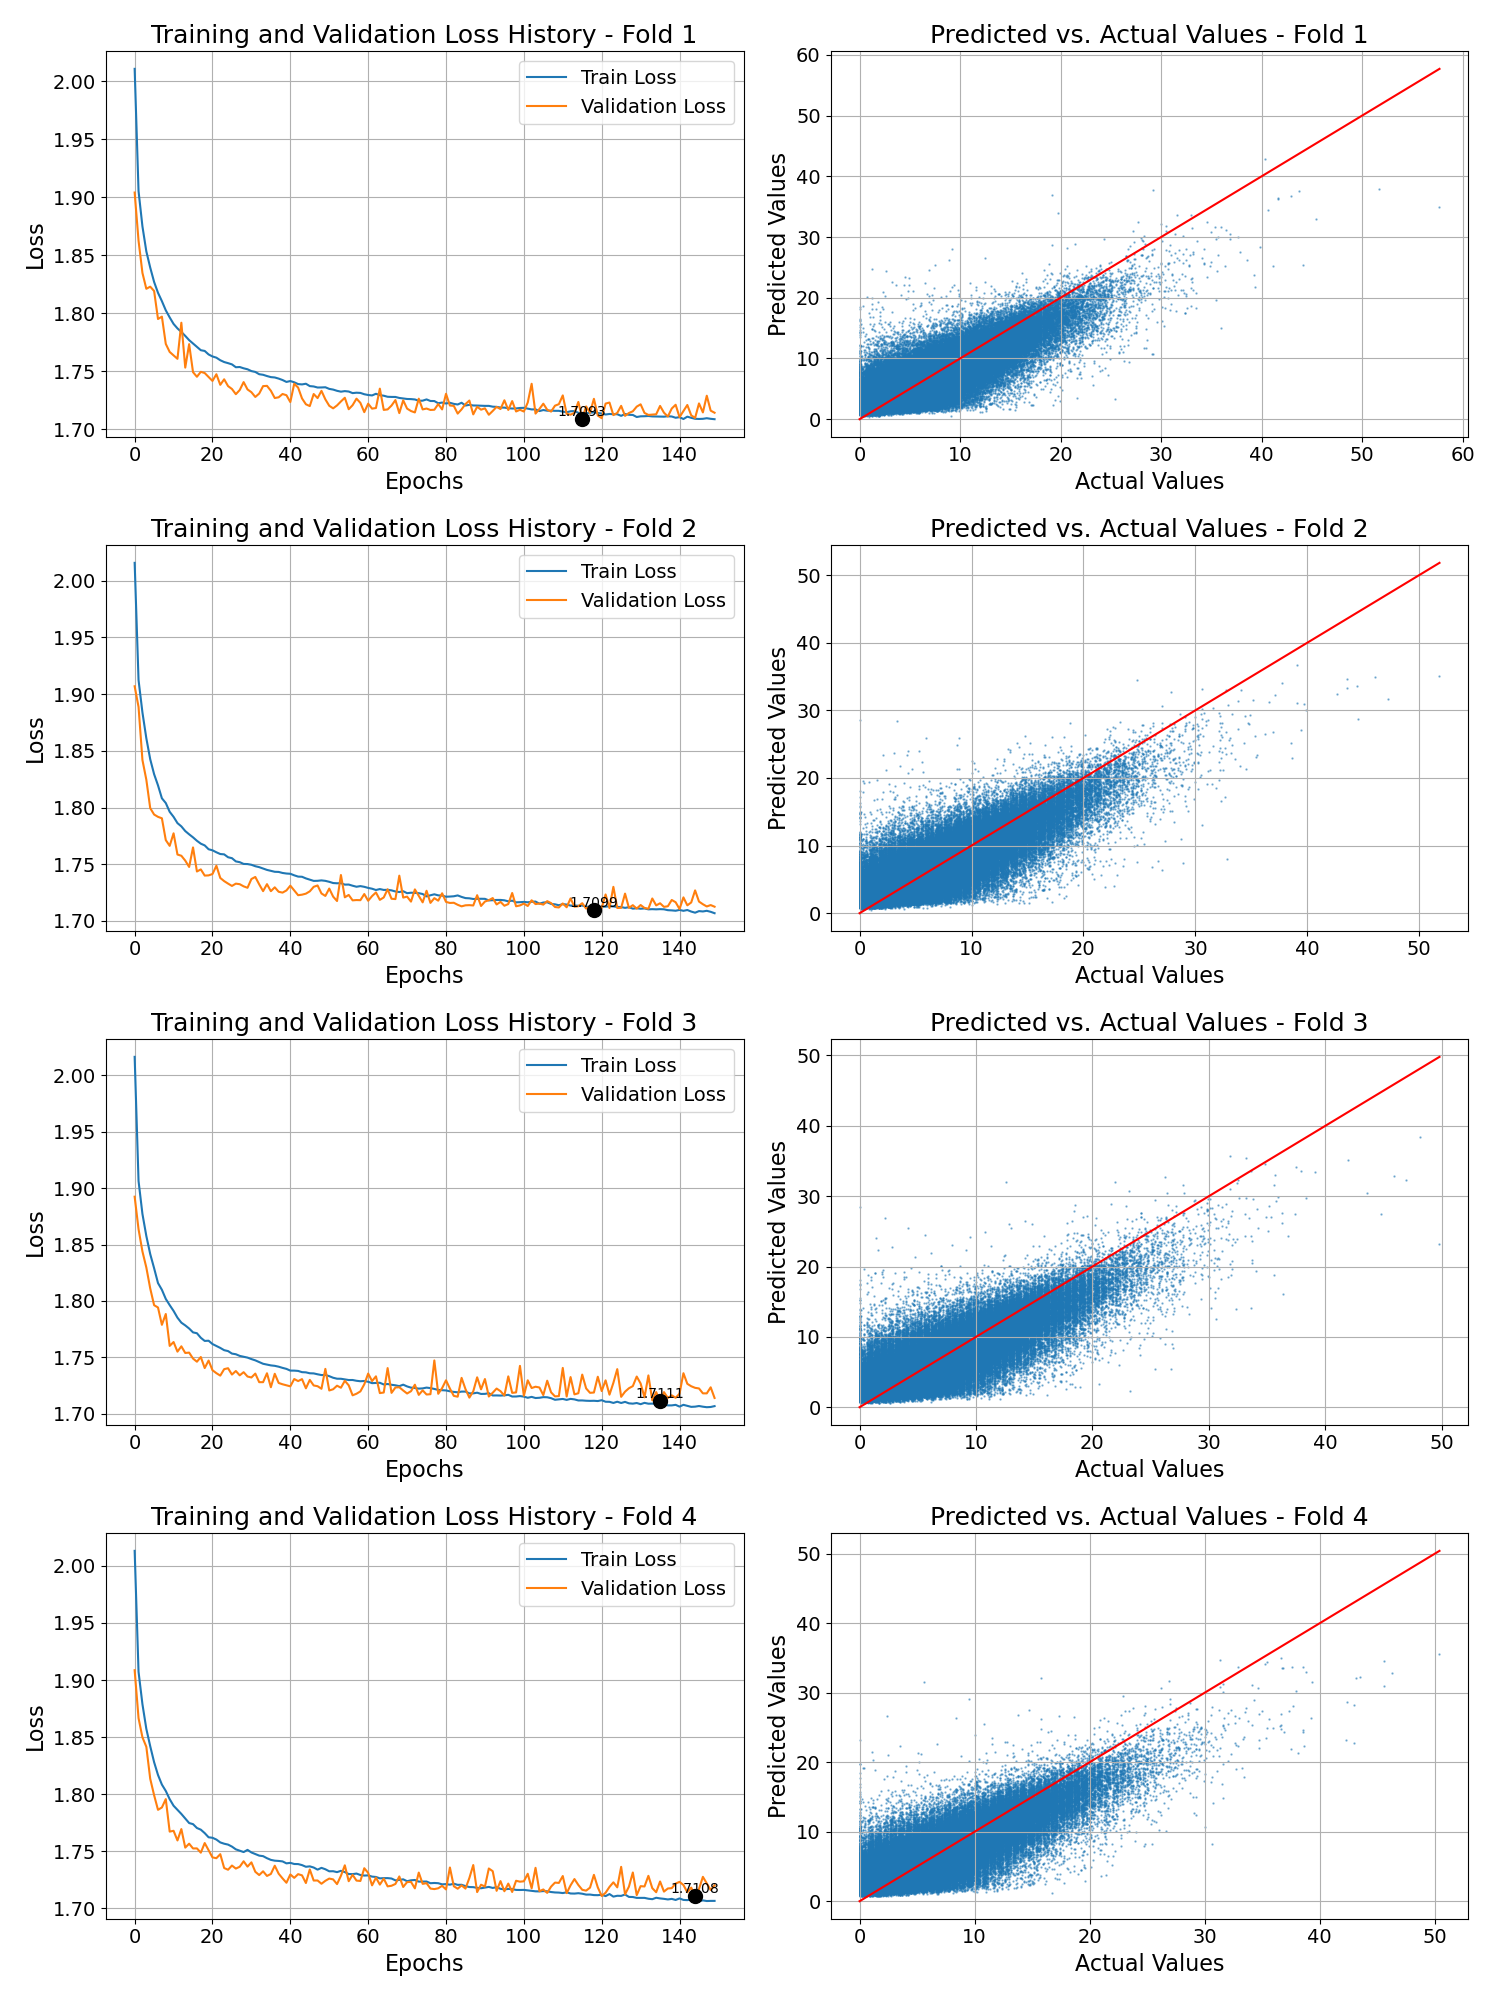 Training and Validation Loss History - Fold 1
Loss
2.00
1.95
1.90
1.85
1.80
1.75
1.70
Train Loss
Validation Loss
1.7093
0 20 40 60 80 100 120 140
Epochs
Predicted vs. Actual Values - Fold 1
Predicted Values
60
50
40
30
20
10
0
0 10 20 30 40 50 60
Actual Values
Training and Validation Loss History - Fold 2
Loss
2.00
1.95
1.90
1.85
1.80
1.75
1.70
Train Loss
Validation Loss
1.7099
0 20 40 60 80 100 120 140
Epochs
Predicted vs. Actual Values - Fold 2
Predicted Values
50
40
30
20
10
0
0 10 20 30 40 50
Actual Values
Training and Validation Loss History - Fold 3
Loss
2.00
1.95
1.90
1.85
1.80
1.75
1.70
Train Loss
Validation Loss
1.7111
0 20 40 60 80 100 120 140
Epochs
Predicted vs. Actual Values - Fold 3
Predicted Values
50
40
30
20
10
0
0 10 20 30 40 50
Actual Values
Training and Validation Loss History - Fold 4
Loss
2.00
1.95
1.90
1.85
1.80
1.75
1.70
Train Loss
Validation Loss
1.7108
0 20 40 60 80 100 120 140
Epochs
Predicted vs. Actual Values - Fold 4
Predicted Values
50
40
30
20
10
0
0 10 20 30 40 50
Actual Values